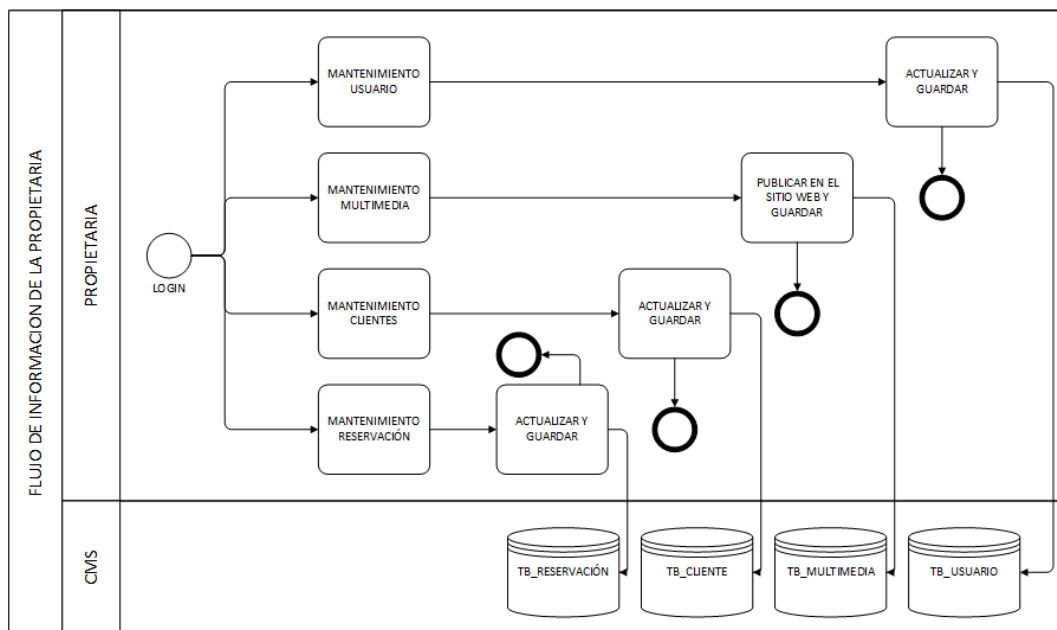 FLUJO DE INFORMACION DE LA PROPIETARIA
PROPIETARIA
MANTENIMIENTO
USUARIO
ACTUALIZAR Y
GUARDAR
MANTENIMIENTO
MULTIMEDIA
PUBLICAR EN EL
SITIO WEB Y
GUARDAR
LOGIN
MANTENIMIENTO
CLIENTES
ACTUALIZAR Y
GUARDAR
MANTENIMIENTO
RESERVACIÓN
ACTUALIZAR Y
GUARDAR
CMS
TB_RESERVACIÓN
TB_CLIENTE
TB_MULTIMEDIA
TB_USUARIO